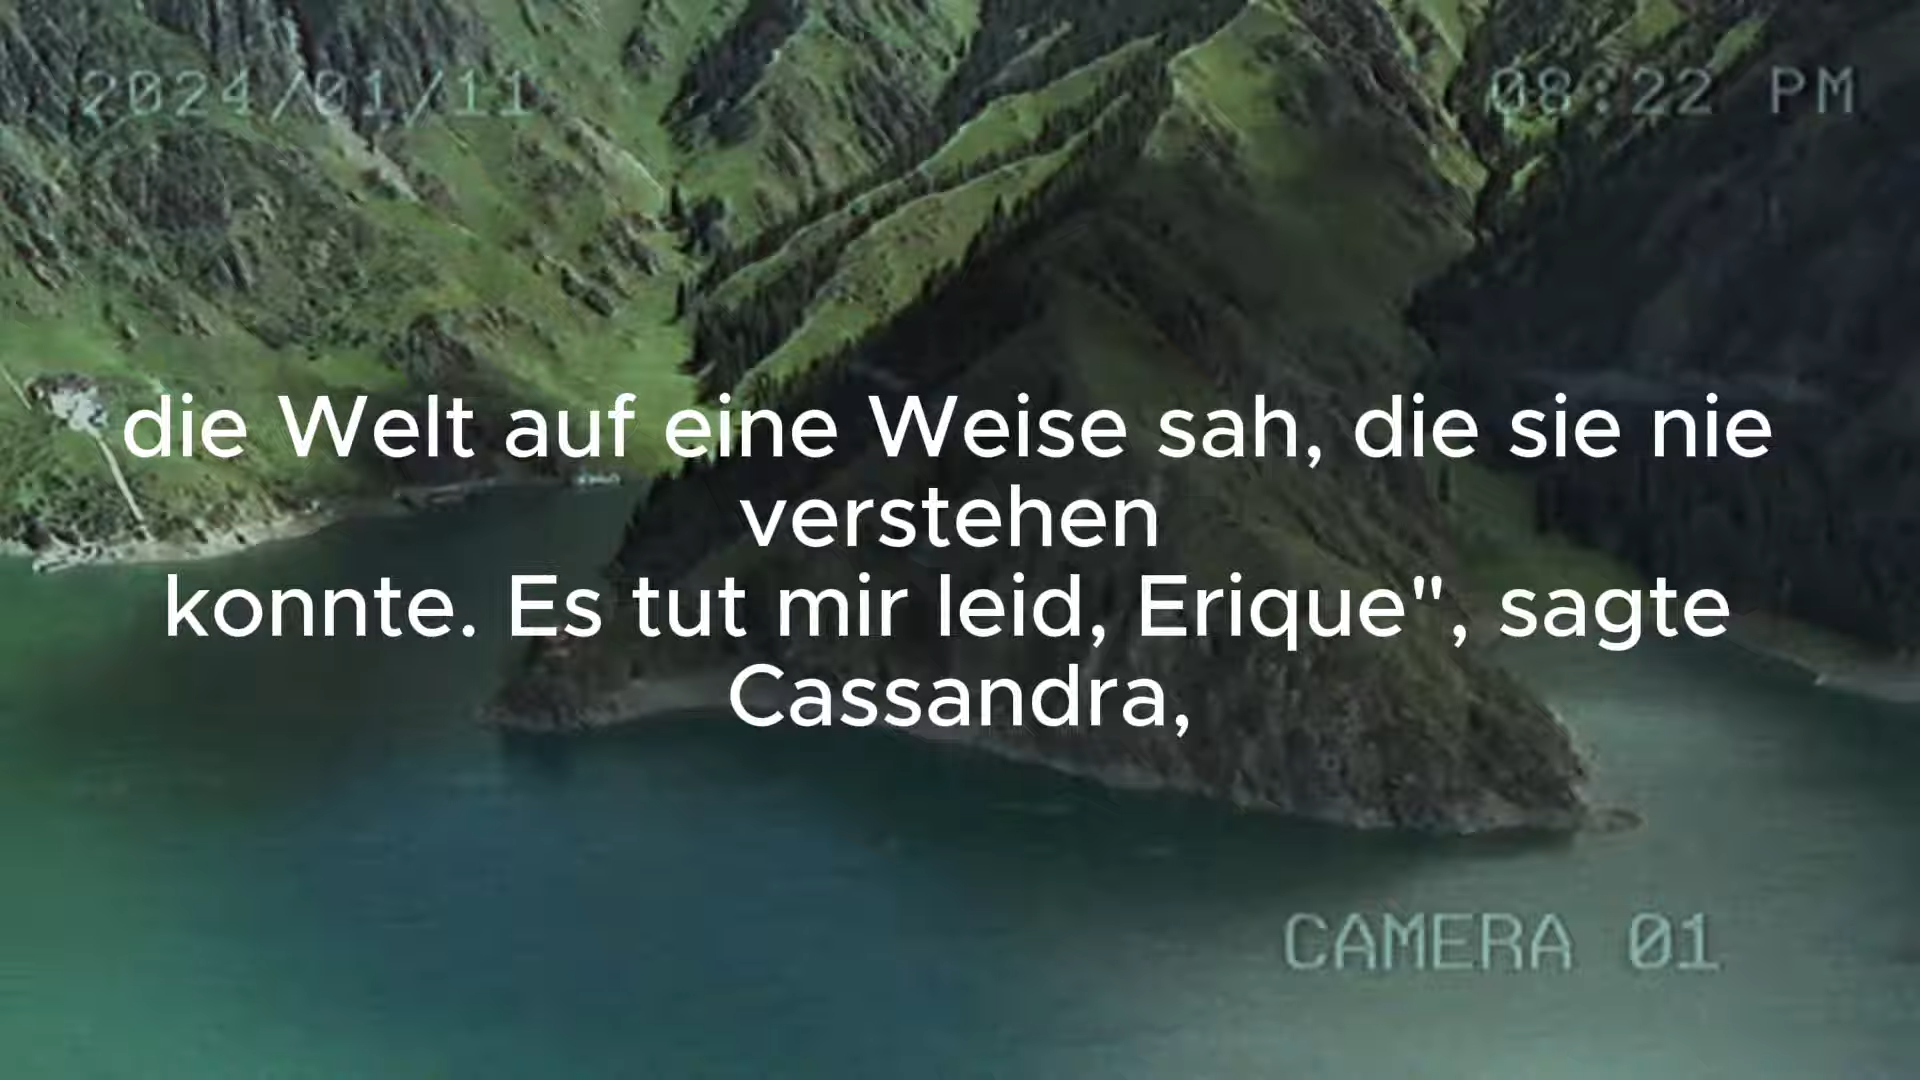 2024/01/11
08:22 PM
die Welt auf eine Weise sah, die sie nie
verstehen
konnte. Es tut mir leid, Erique", sagte
Cassandra,
CAMERA 01